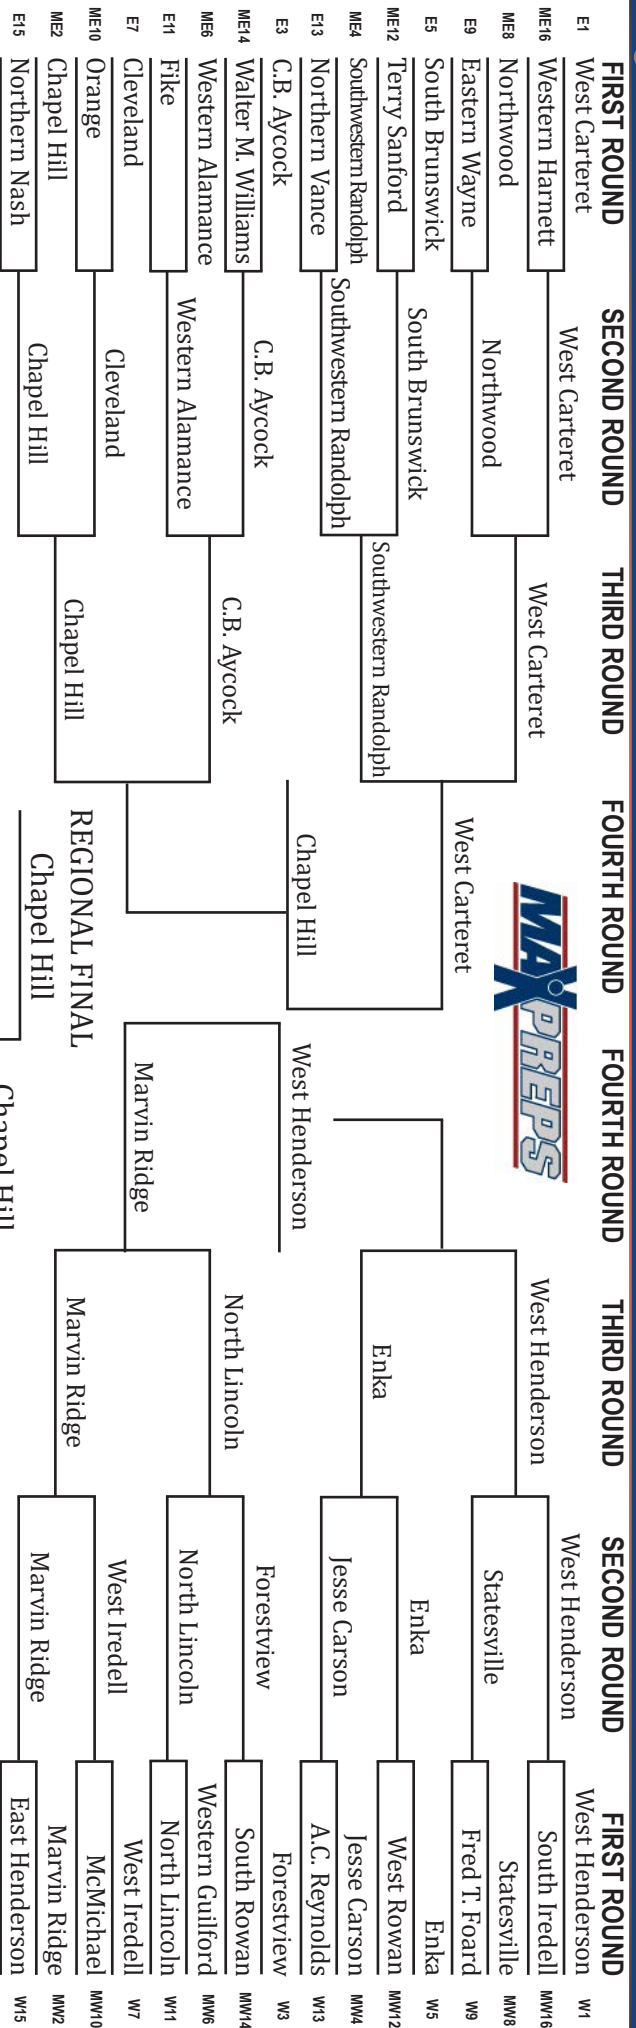 FIRST ROUND SECOND ROUND THIRD ROUND FOURTH ROUND FOURTH ROUND THIRD ROUND SECOND ROUND FIRST ROUND
E1 West Carteret
ME16 Western Harnett
ME8 Northwood
E9 Eastern Wayne
E5 South Brunswick
ME12 Terry Sanford
ME4 Southwestern Randolph
E13 Northern Vance
E3 C.B. Aycock
ME14 Walter M. Williams
ME6 Western Alamance
E11 Fike
E7 Cleveland
ME10 Orange
ME2 Chapel Hill
E15 Northern Nash
West Carteret
Northwood
South Brunswick
Southwestern Randolph
C.B. Aycock
Western Alamance
Cleveland
Chapel Hill
West Carteret
Southwestern Randolph
C.B. Aycock
Chapel Hill
MAXPREPS
West Carteret
Chapel Hill
REGIONAL FINAL
Chapel Hill
Chapel Hill
West Henderson
Marvin Ridge
West Henderson
Enka
North Lincoln
Marvin Ridge
West Henderson
Statesville
Enka
Jesse Carson
Forestview
North Lincoln
West Iredell
Marvin Ridge
West Henderson W1
South Iredell MW16
Statesville MW8
Fred T. Foard W9
Enka W5
West Rowan MW12
Jesse Carson MW4
A.C. Reynolds W13
Forestview W3
South Rowan MW14
Western Guilford MW6
North Lincoln W11
West Iredell W7
McMichael MW10
Marvin Ridge MW2
East Henderson W15